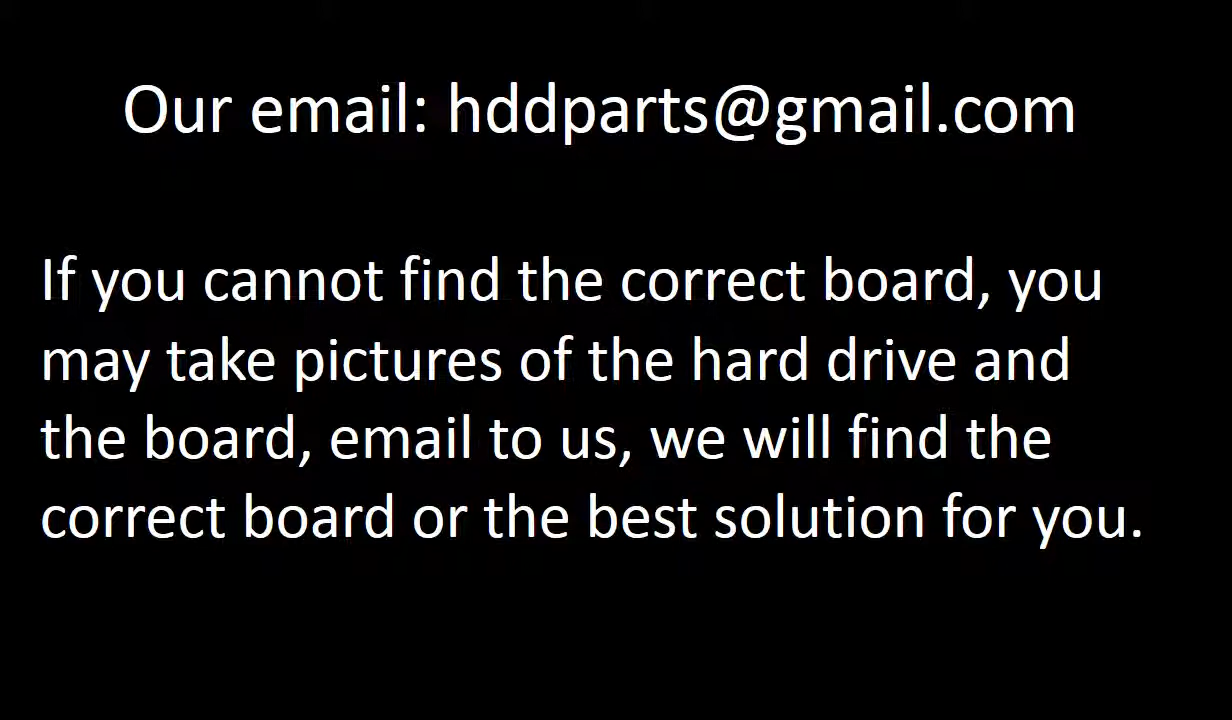 Our email: hddparts@gmail.com
If you cannot find the correct board, you
may take pictures of the hard drive and
the board, email to us, we will find the
correct board or the best solution for you.